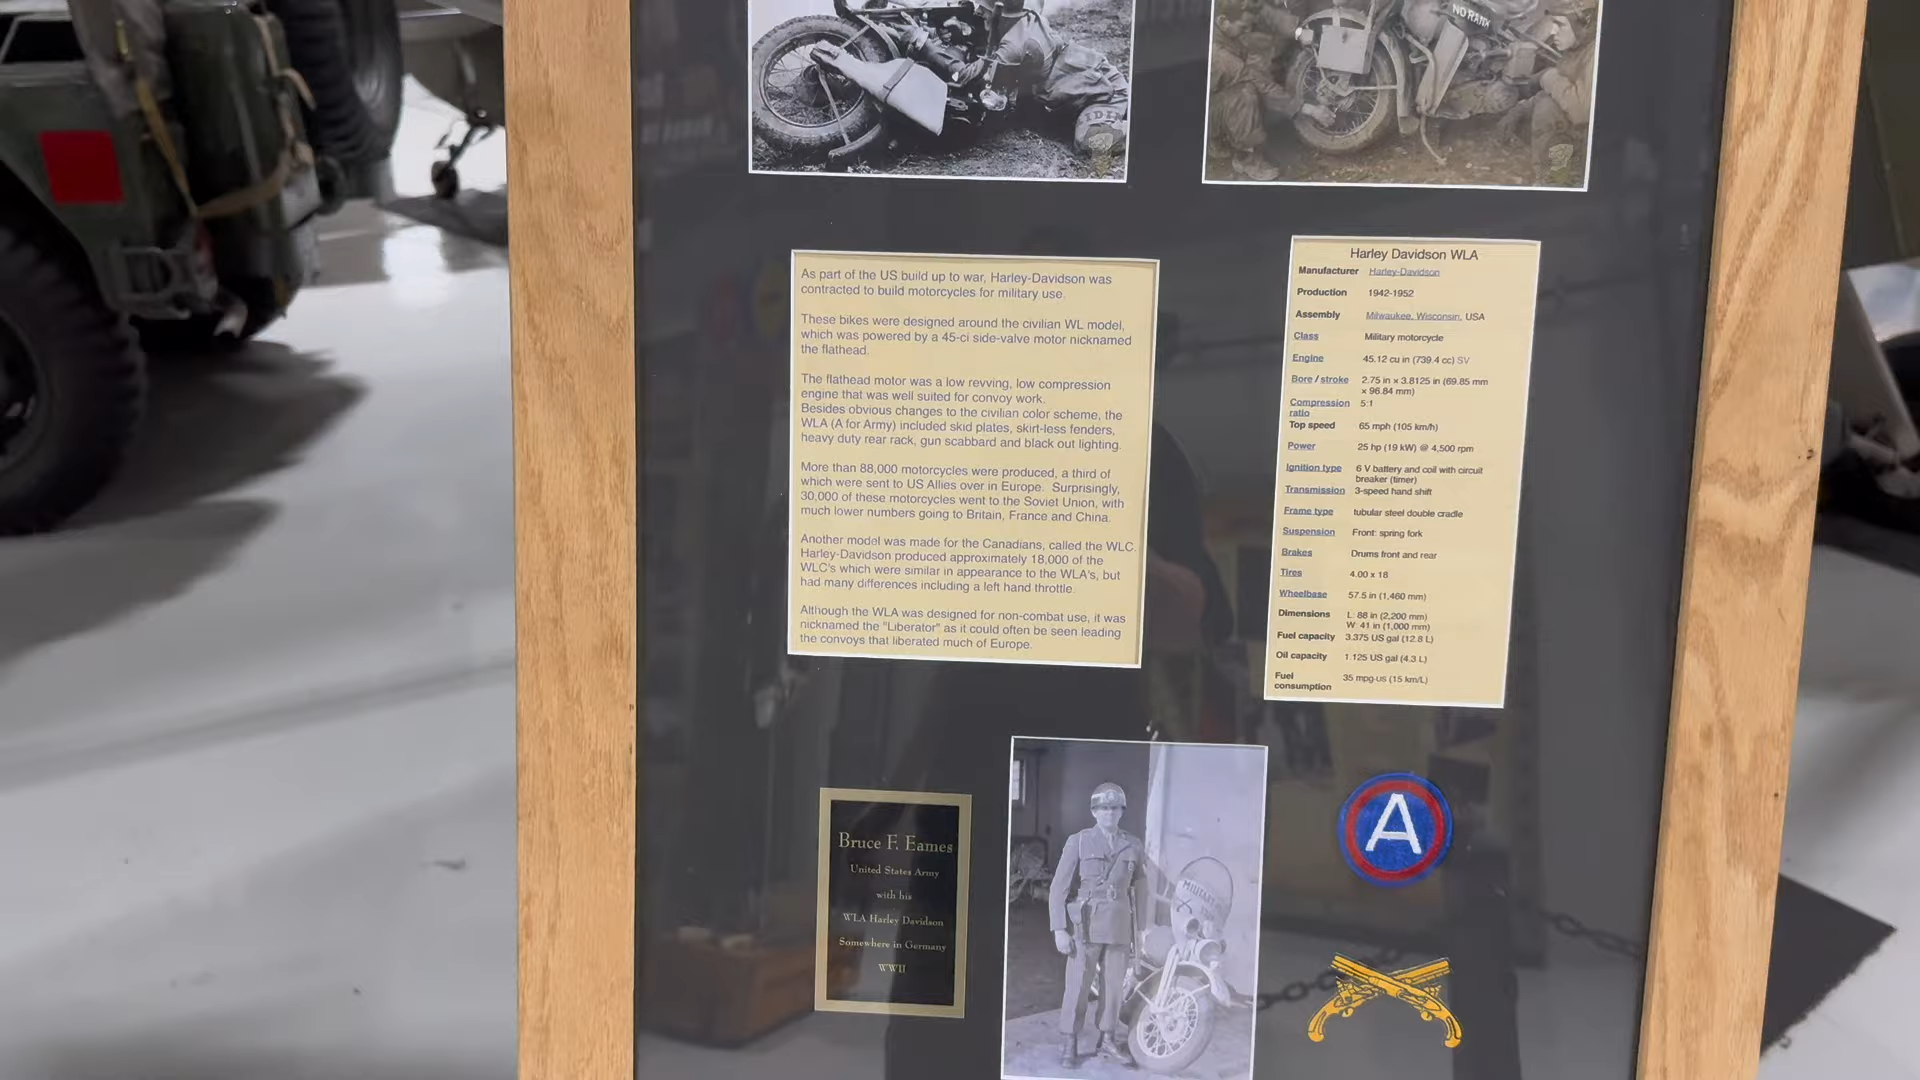 NO RANK
As part of the US build up to war, Harley-Davidson was
contracted to build motorcycles for military use.
These bikes were designed around the civilian WL model,
which was powered by a 45-ci side-valve motor nicknamed
the flathead.
The flathead motor was a low revving, low compression
engine that was well suited for convoy work.
Besides obvious changes to the civilian color scheme, the
WLA (A for Army) included skid plates, skirt-less fenders,
heavy duty rear rack, gun scabbard and black out lighting.
More than 88,000 motorcycles were produced, a third of
which were sent to US Allies over in Europe. Surprisingly,
30,000 of these motorcycles went to the Soviet Union, with
much lower numbers going to Britain, France and China.
Another model was made for the Canadians, called the WLC.
Harley-Davidson produced approximately 18,000 of the
WLC's which were similar in appearance to the WLA's, but
had many differences including a left hand throttle.
Although the WLA was designed for non-combat use, it was
nicknamed the "Liberator" as it could often be seen leading
the convoys that liberated much of Europe.
Harley Davidson WLA
Manufacturer Harley-Davidson
Production 1942-1952
Assembly Milwaukee, Wisconsin, USA
Class Military motorcycle
Engine 45.12 cu in (739.4 cc) SV
Bore / stroke 2.75 in × 3.8125 in (69.85 mm
× 96.84 mm)
Compression 5:1
ratio
Top speed 65 mph (105 km/h)
Power 25 hp (19 kW) @ 4,500 rpm
Ignition type 6 V battery and coil with circuit
breaker (timer)
Transmission 3-speed hand shift
Frame type tubular steel double cradle
Suspension Front: spring fork
Brakes Drums front and rear
Tires 4.00 x 18
Wheelbase 57.5 in (1,460 mm)
Dimensions L: 88 in (2,200 mm)
W: 41 in (1,000 mm)
Fuel capacity 3.375 US gal (12.8 L)
Oil capacity 1.125 US gal (4.3 L)
Fuel 35 mpg-US (15 km/L)
consumption
Bruce F. Eames
United States Army
with his
WLA Harley Davidson
Somewhere in Germany
WWII
A